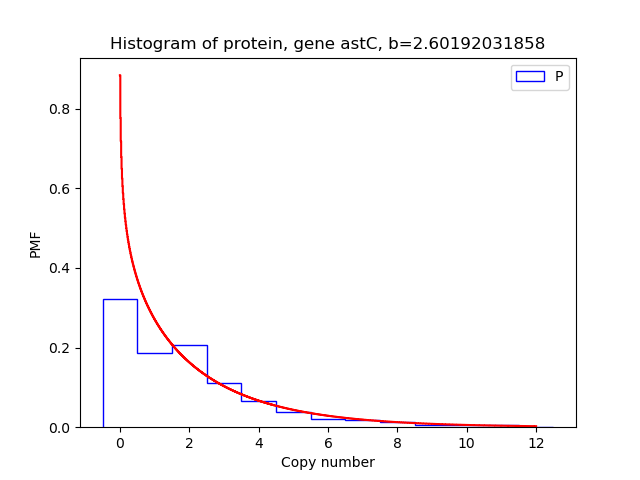 Histogram of protein, gene astC, b=2.60192031858
P
0.8
0.6
0.4
0.2
0.0
PMF
0 2 4 6 8 10 12
Copy number